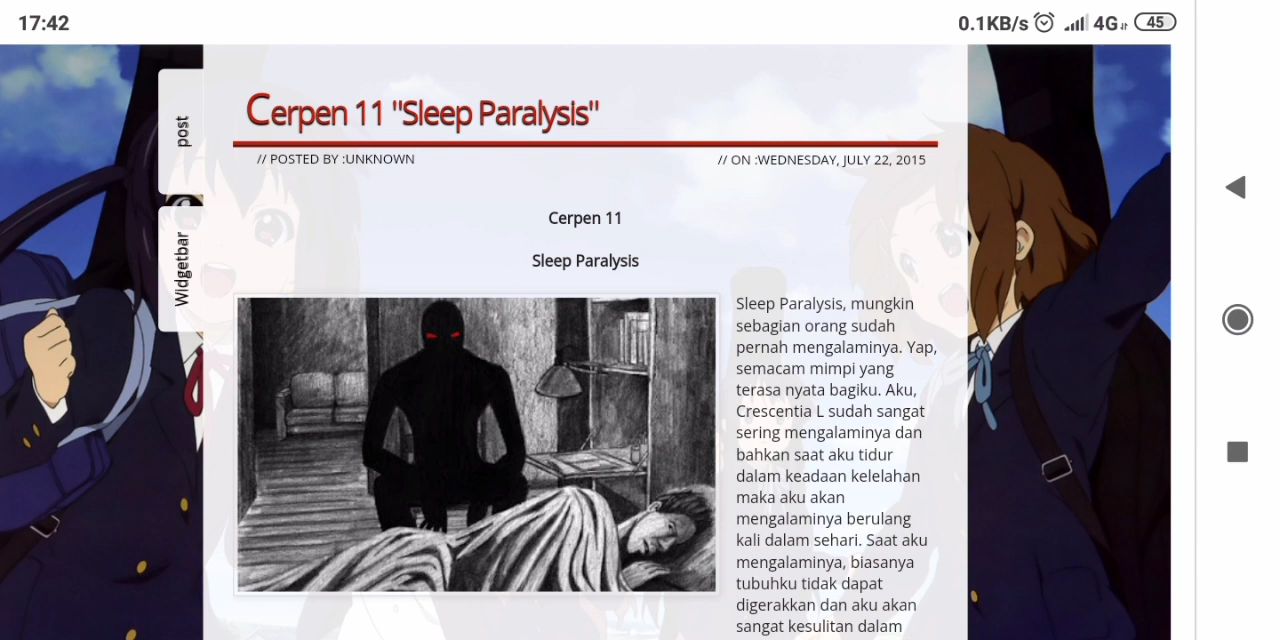 17:42
0.1KB/s 4G 45
post
Widgetbar
Cerpen 11 "Sleep Paralysis"
// POSTED BY :UNKNOWN
// ON :WEDNESDAY, JULY 22, 2015
Cerpen 11
Sleep Paralysis
Sleep Paralysis, mungkin
sebagian orang sudah
pernah mengalaminya. Yap,
semacam mimpi yang
terasa nyata bagiku. Aku,
Crescentia L sudah sangat
sering mengalaminya dan
bahkan saat aku tidur
dalam keadaan kelelahan
maka aku akan
mengalaminya berulang
kali dalam sehari. Saat aku
mengalaminya, biasanya
tubuhku tidak dapat
digerakkan dan aku akan
sangat kesulitan dalam